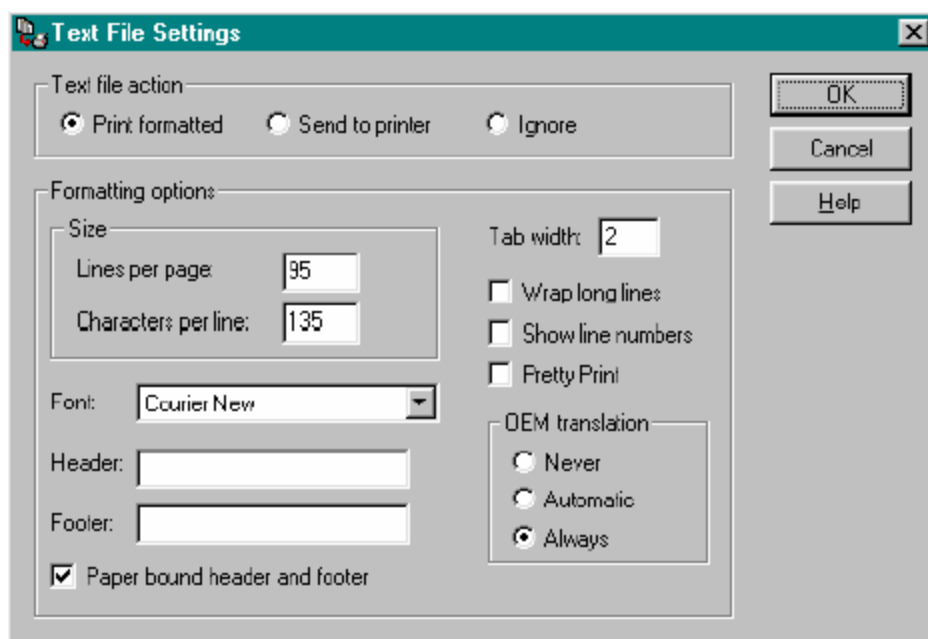 Text File Settings
Text file action
Print formatted
Send to printer
Ignore
OK
Cancel
Help
Formatting options
Size
Lines per page:
95
Characters per line:
135
Tab width:
2
Wrap long lines
Show line numbers
Pretty Print
Font:
Courier New
Header:
Footer:
Paper bound header and footer
OEM translation
Never
Automatic
Always